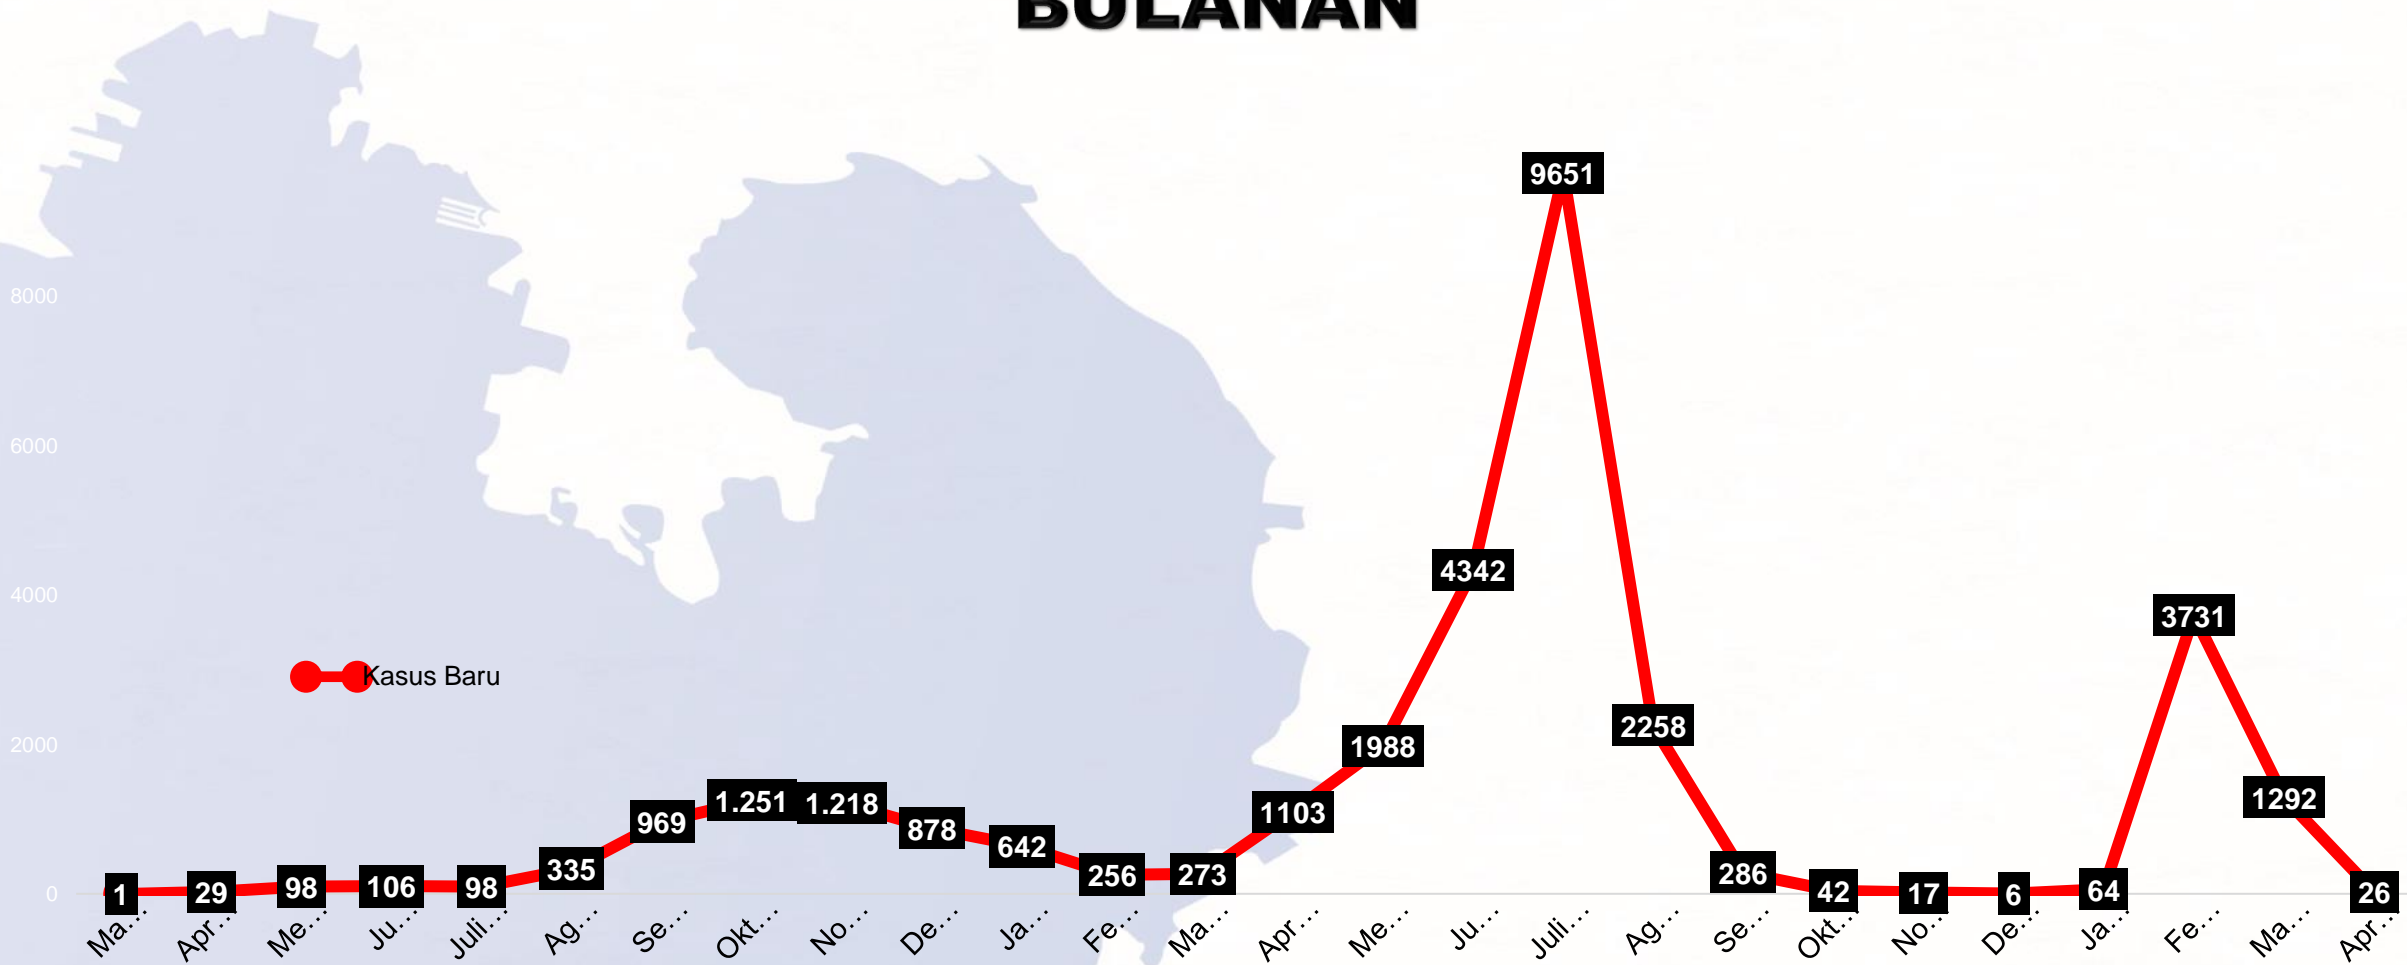 BULANAN
9651
8000
6000
4342
4000
3731
Kasus Baru
2258
2000
1988
1292
1103
1.251
1.218
969
878
642
335
256
273
286
0
1
29
98
106
98
42
17
6
64
26
Ma...
Apr...
Me...
Ju...
Juli...
Ag...
Se...
Okt...
No...
De...
Ja...
Fe...
Ma...
Apr...
Me...
Ju...
Juli...
Ag...
Se...
Okt...
No...
De...
Ja...
Fe...
Ma...
Apr...